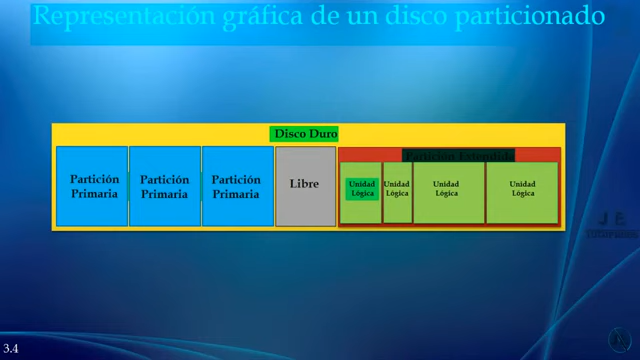 Representación gráfica de un disco particionado
Disco Duro
Partición Extendida
Partición
Primaria
Partición
Primaria
Partición
Primaria
Libre
Unidad
Lógica
Unidad
Lógica
Unidad
Lógica
Unidad
Lógica
J E
3.4